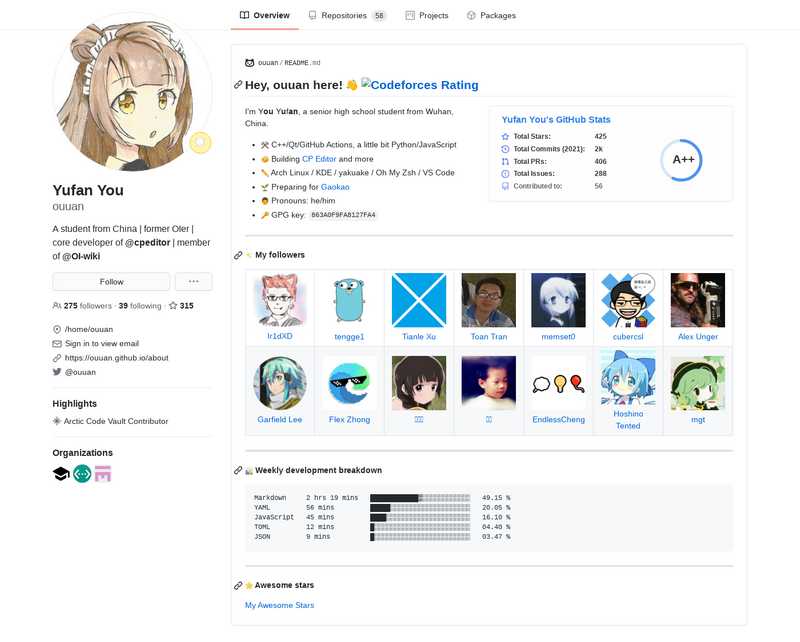 Overview
Repositories 58
Projects
Packages
Yufan You
ouuan
A student from China | former OIer |
core developer of @cpeditor | member
of @OI-wiki
Follow
275 followers · 39 following · 315
/home/ouuan
Sign in to view email
https://ouuan.github.io/about
@ouuan
Highlights
Arctic Code Vault Contributor
Organizations
ouuan / README.md
Hey, ouuan here! 👋 Codeforces Rating
I'm You Yufan, a senior high school student from Wuhan,
China.
• C++/Qt/GitHub Actions, a little bit Python/JavaScript
• Building CP Editor and more
• Arch Linux / KDE / yakuake / Oh My Zsh / VS Code
• Preparing for Gaokao
• Pronouns: he/him
• GPG key: 863A0F9FA8127FA4
Yufan You's GitHub Stats
Total Stars: 425
Total Commits (2021): 2k
Total PRs: 406
Total Issues: 288
Contributed to: 56
A++
My followers
lr1dXD
tengge1
Tianle Xu
Toan Tran
memset0
cubercsl
Alex Unger
Garfield Lee
Flex Zhong
EndlessCheng
Hoshino
Tented
mgt
Weekly development breakdown
Markdown 2 hrs 19 mins 49.15 %
YAML 56 mins 20.05 %
JavaScript 45 mins 16.10 %
TOML 12 mins 04.40 %
JSON 9 mins 03.47 %
Awesome stars
My Awesome Stars